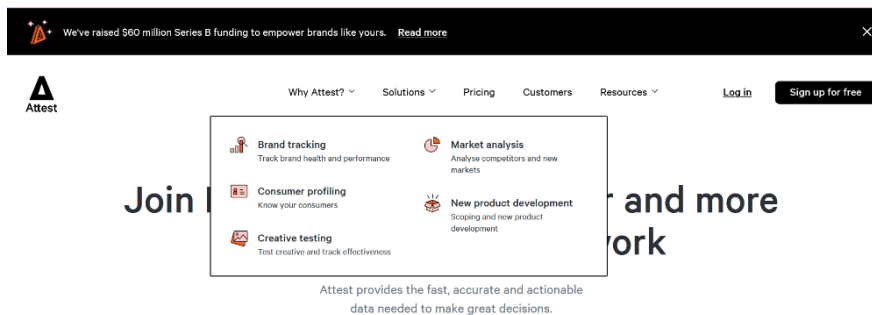 We've raised $60 million Series B funding to empower brands like yours. Read more
Attest
Why Attest? Solutions Pricing Customers Resources Log in Sign up for free
Brand tracking
Track brand health and performance
Consumer profiling
Know your consumers
Creative testing
Test creative and track effectiveness
Market analysis
Analyse competitors and new
markets
New product development
Scoping and new product
development
Join
and more
Attest provides the fast, accurate and actionable
data needed to make great decisions.